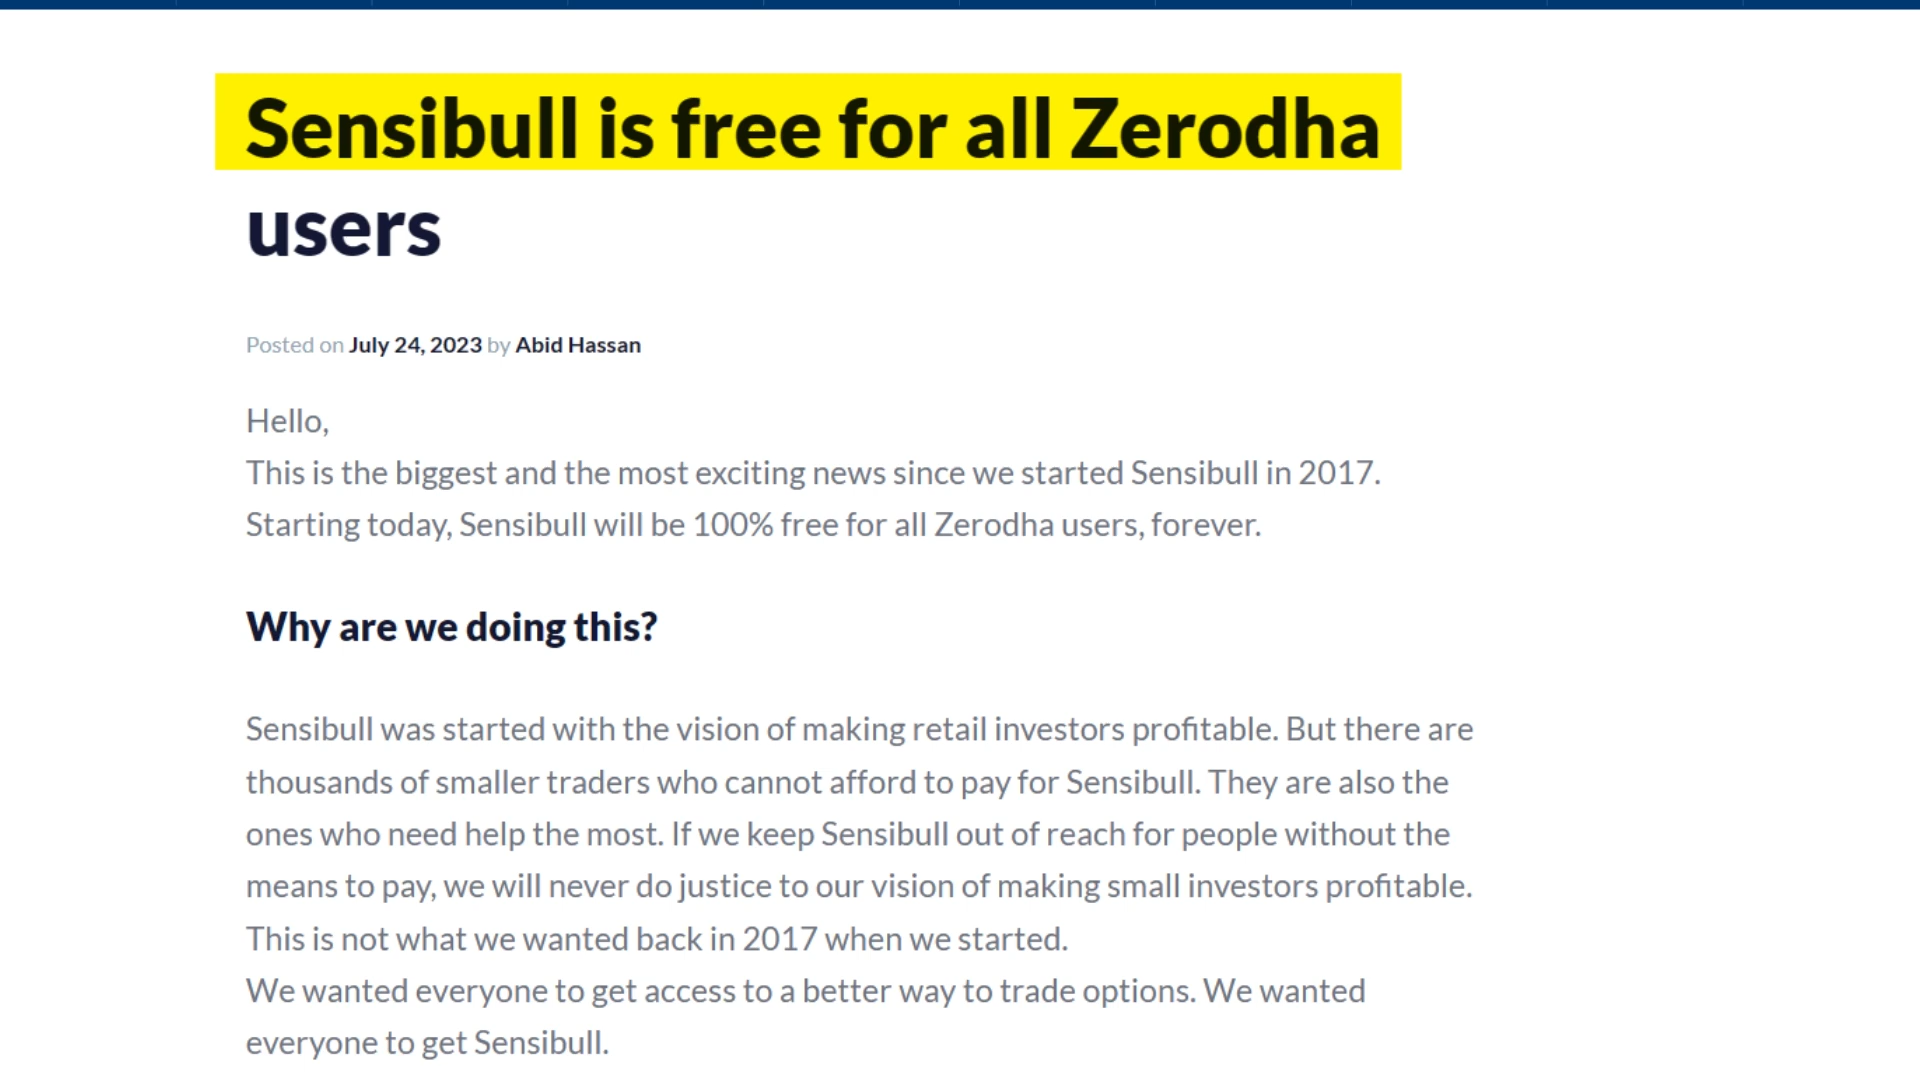 Sensibull is free for all Zerodha
users
Posted on July 24, 2023 by Abid Hassan
Hello,
This is the biggest and the most exciting news since we started Sensibull in 2017.
Starting today, Sensibull will be 100% free for all Zerodha users, forever.
Why are we doing this?
Sensibull was started with the vision of making retail investors profitable. But there are
thousands of smaller traders who cannot afford to pay for Sensibull. They are also the
ones who need help the most. If we keep Sensibull out of reach for people without the
means to pay, we will never do justice to our vision of making small investors profitable.
This is not what we wanted back in 2017 when we started.
We wanted everyone to get access to a better way to trade options. We wanted
everyone to get Sensibull.